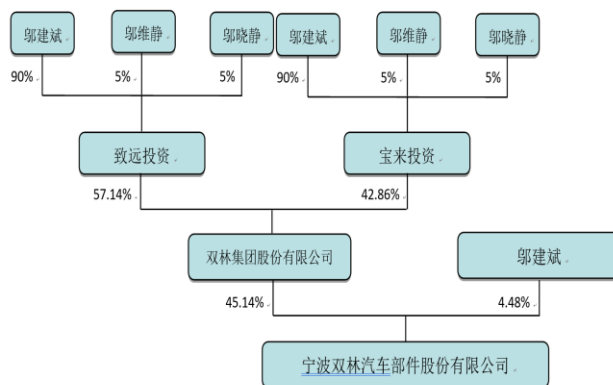 邬建斌
邬维静
邬晓静
邬建斌
邬维静
邬晓静
90%
5%
5%
90%
5%
5%
致远投资
宝来投资
57.14%
42.86%
双林集团股份有限公司
邬建斌
45.14%
4.48%
宁波双林汽车部件股份有限公司